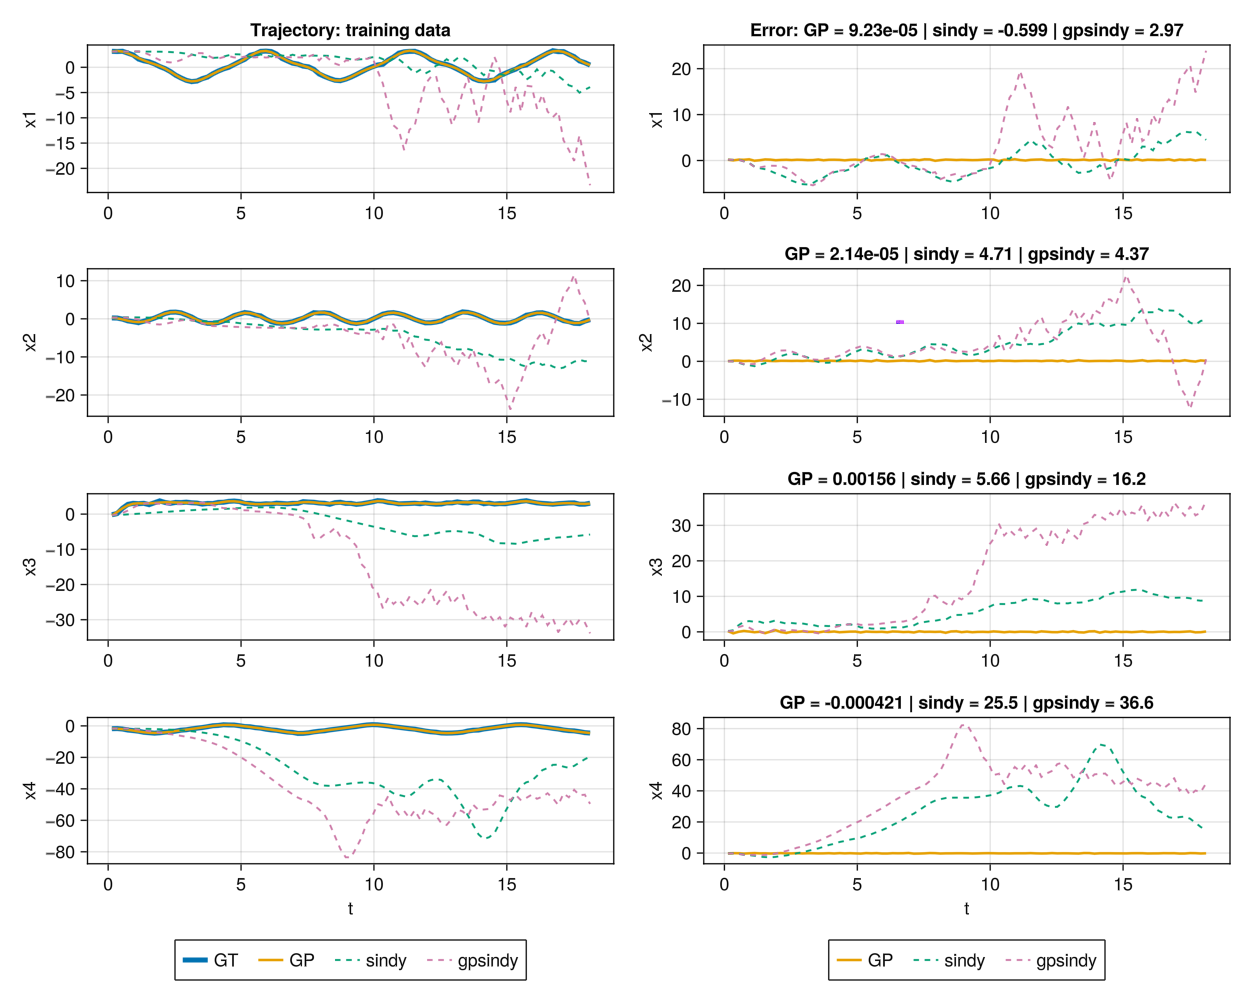 Trajectory: training data
Error: GP = 9.23e-05 | sindy = -0.599 | gpsindy = 2.97
x1
0
−5
−10
−15
−20
0 5 10 15
x1
20
10
0
0 5 10 15
GP = 2.14e-05 | sindy = 4.71 | gpsindy = 4.37
x2
10
0
−10
−20
0 5 10 15
x2
20
10
0
−10
0 5 10 15
GP = 0.00156 | sindy = 5.66 | gpsindy = 16.2
x3
0
−10
−20
−30
0 5 10 15
x3
30
20
10
0
0 5 10 15
GP = -0.000421 | sindy = 25.5 | gpsindy = 36.6
x4
0
−20
−40
−60
−80
0 5 10 15
t
x4
80
60
40
20
0
0 5 10 15
t
GT GP sindy gpsindy
GP sindy gpsindy